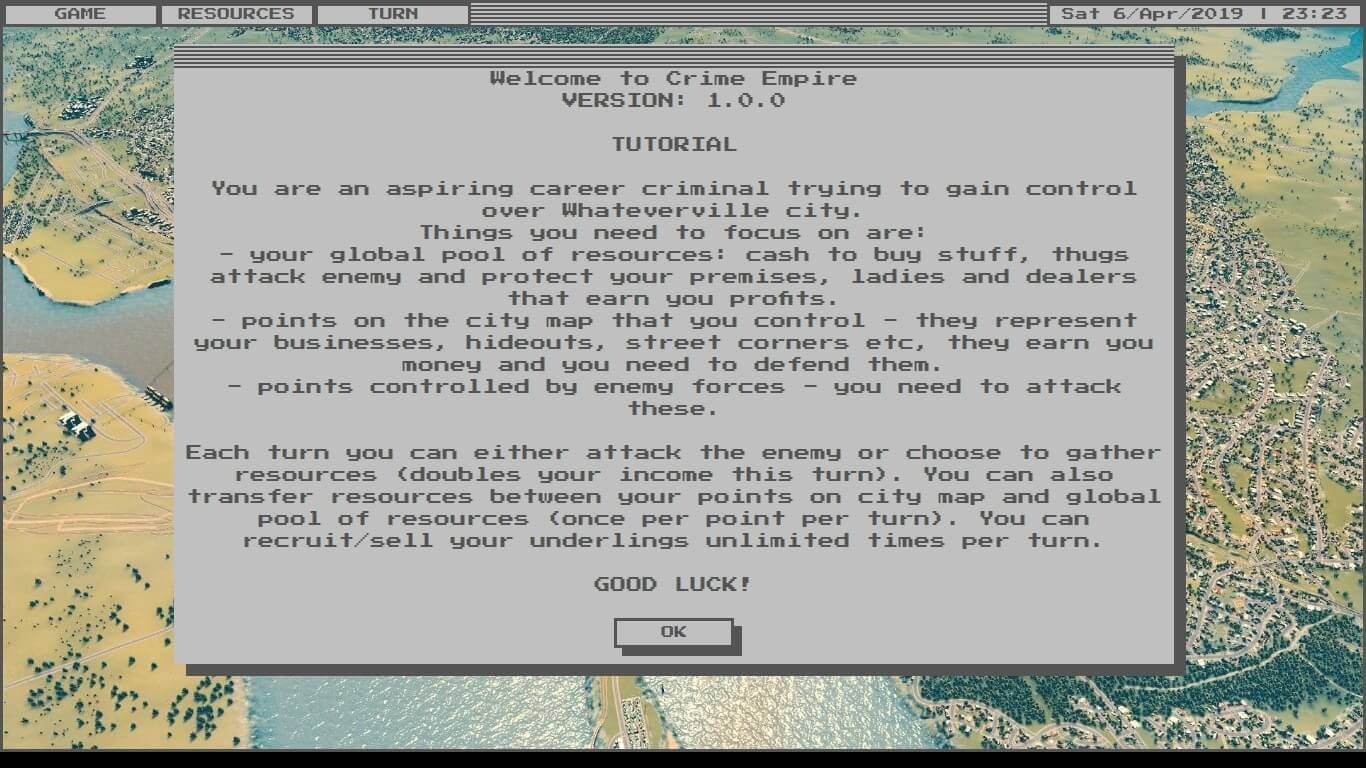 GAME RESOURCES TURN Sat 6/Apr/2019 | 23:23
Welcome to Crime Empire
VERSION: 1.0.0
TUTORIAL
You are an aspiring career criminal trying to gain control
over Whateverville city.
Things you need to focus on are:
- your global pool of resources: cash to buy stuff, thugs
attack enemy and protect your premises, ladies and dealers
that earn you profits.
- points on the city map that you control - they represent
your businesses, hideouts, street corners etc, they earn you
money and you need to defend them.
- points controlled by enemy forces - you need to attack
these.
Each turn you can either attack the enemy or choose to gather
resources (doubles your income this turn). You can also
transfer resources between your points on city map and global
pool of resources (once per point per turn). You can
recruit/sell your underlings unlimited times per turn.
GOOD LUCK!
OK